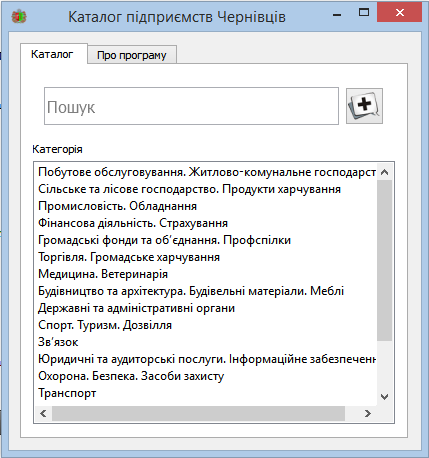 Каталог підприємств Чернівців
Каталог
Про програму
Пошук
Категорія
Побутове обслуговування. Житлово-комунальне господарст
Сільське та лісове господарство. Продукти харчування
Промисловість. Обладнання
Фінансова діяльність. Страхування
Громадські фонди та об’єднання. Профспілки
Торгівля. Громадське харчування
Медицина. Ветеринарія
Будівництво та архітектура. Будівельні матеріали. Меблі
Державні та адміністративні органи
Спорт. Туризм. Дозвілля
Зв’язок
Юридичні та аудиторські послуги. Інформаційне забезпечен
Охорона. Безпека. Засоби захисту
Транспорт